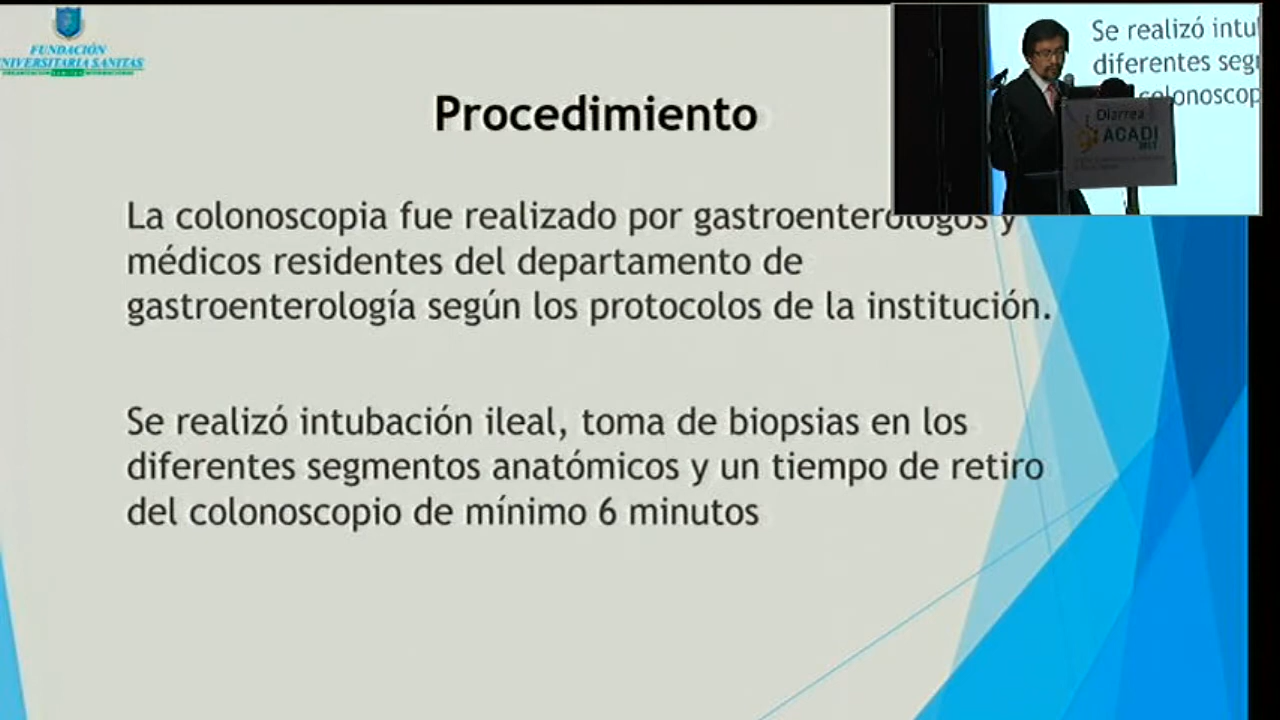 FUNDACIÓN
UNIVERSITARIA SANITAS
Procedimiento
La colonoscopia fue realizado por gastroenterólogos y
médicos residentes del departamento de
gastroenterología según los protocolos de la institución.
Se realizó intubación ileal, toma de biopsias en los
diferentes segmentos anatómicos y un tiempo de retiro
del colonoscopio de mínimo 6 minutos
Se realizó intu
diferentes seg
colonoscop
Diarrea
ACADI